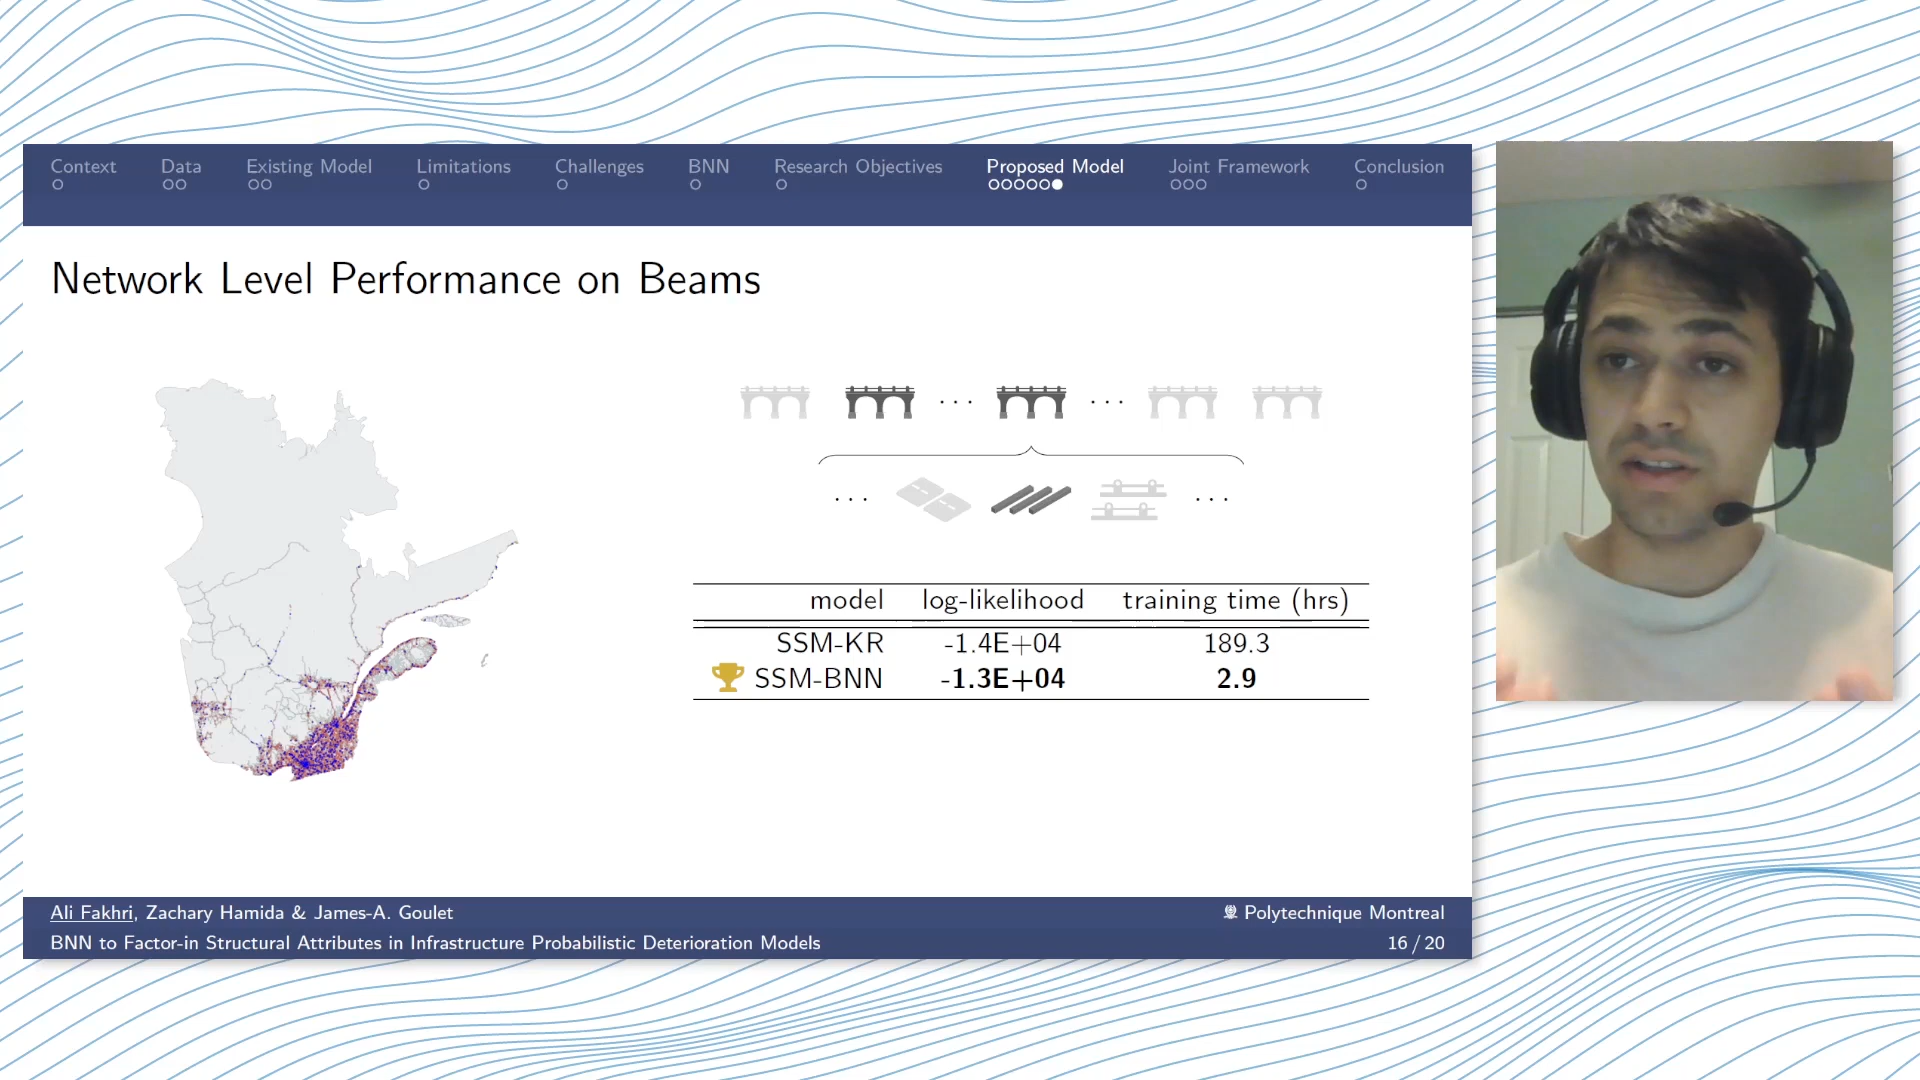 Context Data Existing Model Limitations Challenges BNN Research Objectives Proposed Model Joint Framework Conclusion
Network Level Performance on Beams
... ...
... ...
model log-likelihood training time (hrs)
SSM-KR -1.4E+04 189.3
SSM-BNN -1.3E+04 2.9
Ali Fakhri, Zachary Hamida & James-A. Goulet Polytechnique Montreal
BNN to Factor-in Structural Attributes in Infrastructure Probabilistic Deterioration Models 16 / 20